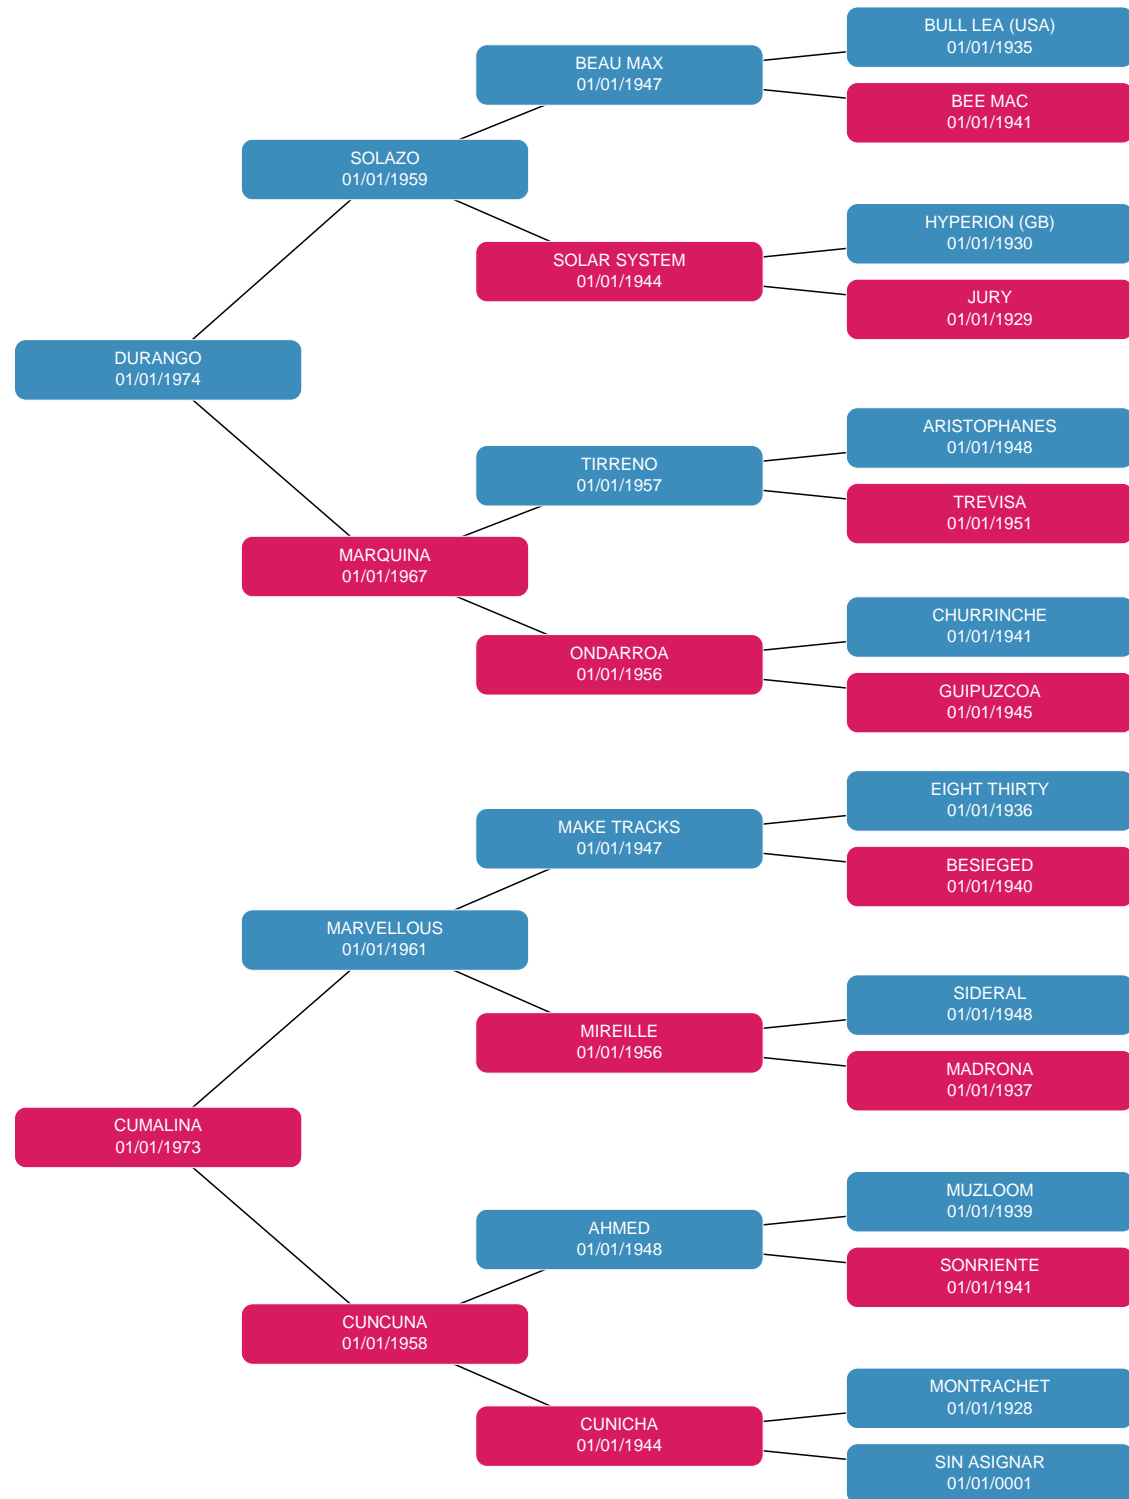 BULL LEA (USA)
01/01/1935
BEAU MAX
01/01/1947
BEE MAC
01/01/1941
SOLAZO
01/01/1959
HYPERION (GB)
01/01/1930
SOLAR SYSTEM
01/01/1944
JURY
01/01/1929
DURANGO
01/01/1974
ARISTOPHANES
01/01/1948
TIRRENO
01/01/1957
TREVISA
01/01/1951
MARQUINA
01/01/1967
CHURRINCHE
01/01/1941
ONDARROA
01/01/1956
GUIPUZCOA
01/01/1945
EIGHT THIRTY
01/01/1936
MAKE TRACKS
01/01/1947
BESIEGED
01/01/1940
MARVELLOUS
01/01/1961
SIDERAL
01/01/1948
MIREILLE
01/01/1956
MADRONA
01/01/1937
CUMALINA
01/01/1973
MUZLOOM
01/01/1939
AHMED
01/01/1948
SONRIENTE
01/01/1941
CUNCUNA
01/01/1958
MONTRACHET
01/01/1928
CUNICHA
01/01/1944
SIN ASIGNAR
01/01/0001